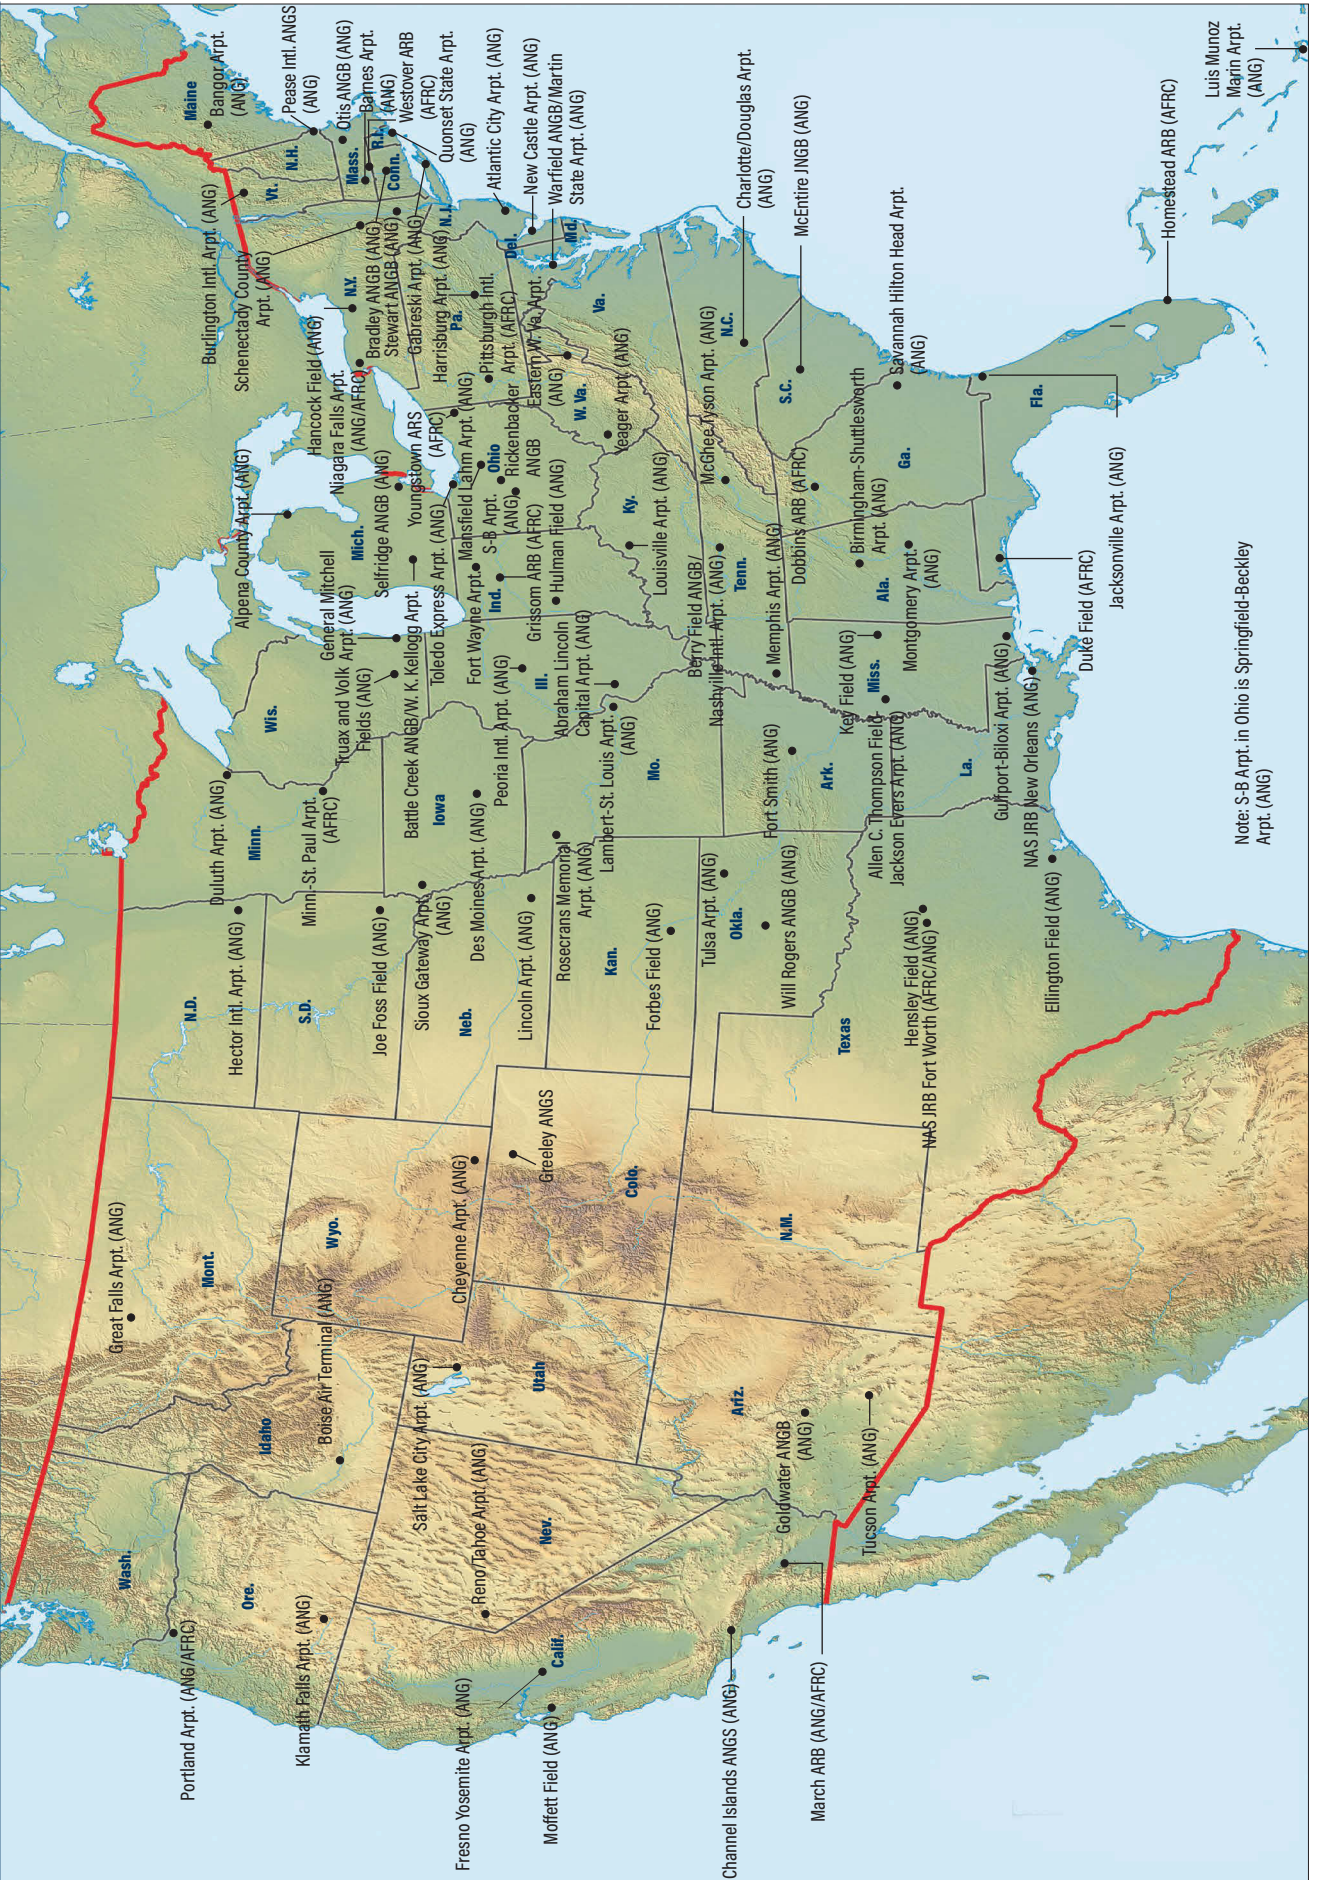 Portland Arpt. (ANG/AFRC)
Wash.
Klamath Falls Arpt. (ANG)
Ore.
Fresno Yosemite Arpt. (ANG)
Moffett Field (ANG)
Calif.
Channel Islands ANGS (ANG)
March ARB (ANG/AFRC)
Reno/Tahoe Arpt. (ANG)
Nev.
Idaho
Boise Air Terminal (ANG)
Salt Lake City Arpt. (ANG)
Utah
Goldwater ANGB
(ANG)
Tucson Arpt. (ANG)
Ariz.
Great Falls Arpt. (ANG)
Mont.
Wyo.
Cheyenne Arpt. (ANG)
Greeley ANGS
Colo.
N.M.
N.D.
Hector Intl. Arpt. (ANG)
S.D.
Joe Foss Field (ANG)
Sioux Gateway Arpt.
(ANG)
Neb.
Lincoln Arpt. (ANG)
Rosecrans Memorial
Arpt. (ANG)
Kan.
Forbes Field (ANG)
Tulsa Arpt. (ANG)
Okla.
Will Rogers ANGB (ANG)
Texas
Hensley Field (ANG)
NAS JRB Fort Worth (AFRC/ANG)
Ellington Field (ANG)
Duluth Arpt. (ANG)
Minn.
Minn.-St. Paul Arpt.
(AFRC)
Iowa
Des Moines Arpt. (ANG)
Wis.
Truax and Volk
Fields (ANG)
General Mitchell
Arpt. (ANG)
Battle Creek ANGB/W. K. Kellogg Arpt.
Peoria Intl. Arpt. (ANG)
Ill.
Abraham Lincoln
Capital Arpt. (ANG)
Lambert-St. Louis Arpt.
(ANG)
Mo.
Fort Smith (ANG)
Ark.
Allen C. Thompson Field-
Jackson Evers Arpt. (ANG)
La.
Key Field (ANG)
Miss.
Gulfport-Biloxi Arpt. (ANG)
NAS JRB New Orleans (ANG)
Alpena County Arpt. (ANG)
Mich.
Selfridge ANGB (ANG)
Toledo Express Arpt. (ANG)
Fort Wayne Arpt.
Ind.
Grissom ARB (AFRC)
Hulman Field (ANG)
Youngstown ARS
(AFRC)
Mansfield Lahm Arpt. (ANG)
Ohio
S-B Arpt.
(ANG)
Rickenbacker
ANGB
Ky.
Louisville Arpt. (ANG)
Berry Field ANGB/
Nashville Intl. Arpt. (ANG)
Tenn.
Memphis Arpt. (ANG)
McGhee Tyson Arpt. (ANG)
Dobbins ARB (AFRC)
Birmingham-Shuttlesworth
Arpt. (ANG)
Ala.
Montgomery Arpt.
(ANG)
Ga.
Savannah Hilton Head Arpt.
(ANG)
Duke Field (AFRC)
Jacksonville Arpt. (ANG)
Fla.
Homestead ARB (AFRC)
Luis Munoz
Marin Arpt.
(ANG)
Maine
Bangor Arpt.
(ANG)
Pease Intl. ANGS
(ANG)
N.H.
Vt.
Burlington Intl. Arpt. (ANG)
Schenectady County
Arpt. (ANG)
Otis ANGB (ANG)
Barnes Arpt.
(ANG)
Mass.
R.I.
Westover ARB
(AFRC)
Conn.
Quonset State Arpt.
(ANG)
Hancock Field (ANG)
N.Y.
Niagara Falls Arpt.
(ANG/AFRC)
Bradley ANGB (ANG)
Stewart ANGB (ANG)
Gabreski Arpt. (ANG)
Harrisburg Arpt. (ANG)
Pa.
Pittsburgh Intl.
Arpt. (AFRC)
N.J.
Atlantic City Arpt. (ANG)
Del.
New Castle Arpt. (ANG)
Warfield ANGB/Martin
State Arpt. (ANG)
Md.
Eastern W. Va. Arpt.
(ANG)
W. Va.
Va.
Yeager Arpt. (ANG)
N.C.
Charlotte/Douglas Arpt.
(ANG)
S.C.
McEntire JNGB (ANG)
Note: S-B Arpt. in Ohio is Springfield-Beckley
Arpt. (ANG)